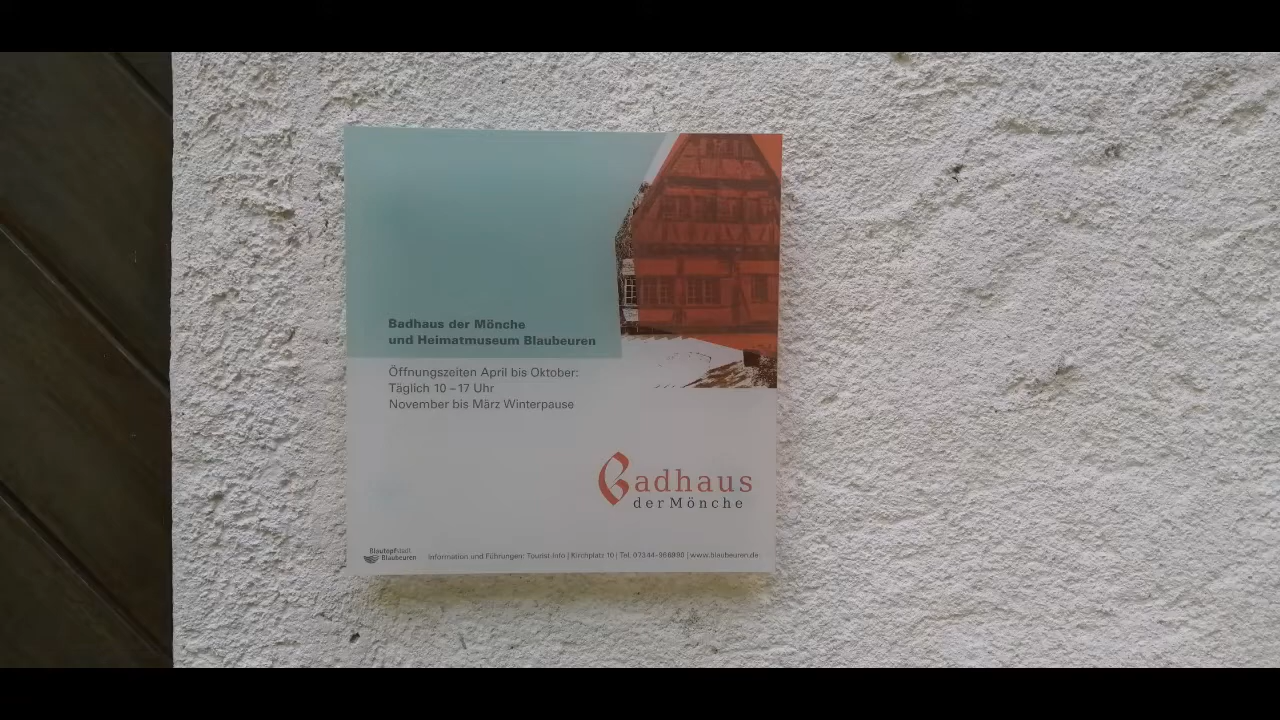 Badhaus der Mönche
und Heimatmuseum Blaubeuren
Öffnungszeiten April bis Oktober:
Täglich 10 – 17 Uhr
November bis März Winterpause
Badhaus
der Mönche
Blautopfstadt
Blaubeuren
Information und Führungen: Tourist-Info | Kirchplatz 10 | Tel. 07344-966990 | www.blaubeuren.de